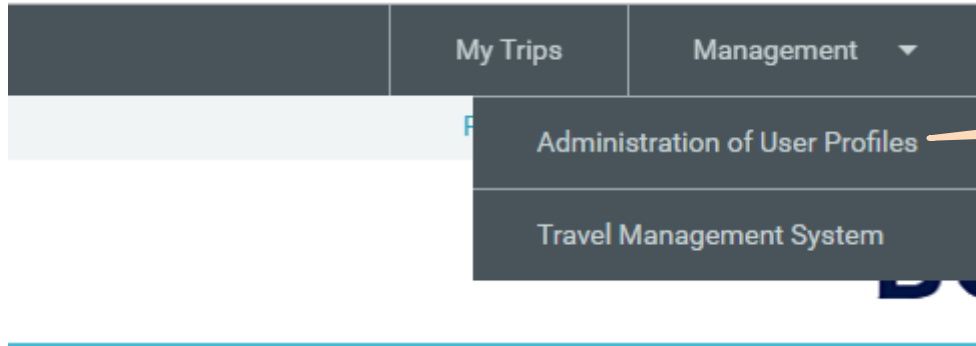 My Trips
Management
Administration of User Profiles
Travel Management System